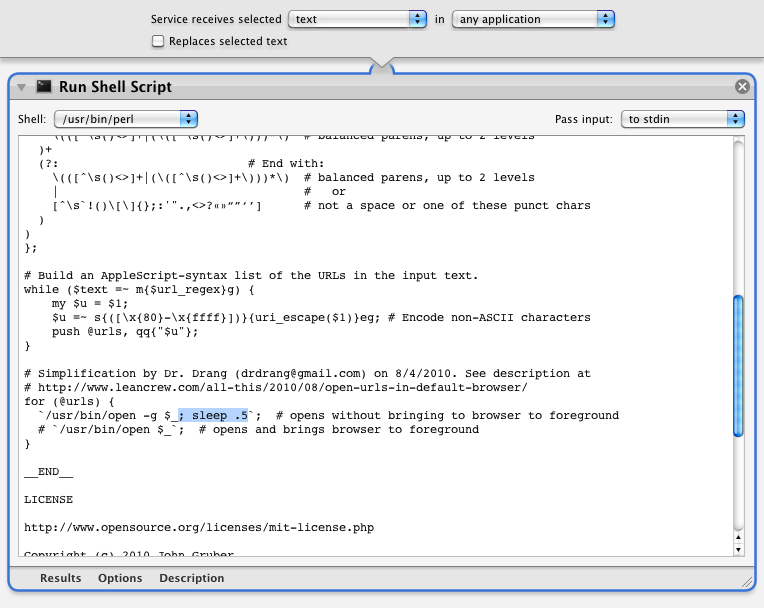 Service receives selected text in any application
Replaces selected text
Run Shell Script
Shell: /usr/bin/perl Pass input: to stdin
\(([^\s()<>]+|(\([^\s()<>]+\)))*\)  # balanced parens, up to 2 levels
  )+
  (?:                     # End with:
    \(([^\s()<>]+|(\([^\s()<>]+\)))*\)  # balanced parens, up to 2 levels
    |                                   #   or
    [^\s`!()\[\]{};:'".,<>?«»“”‘’]      # not a space or one of these punct chars
  )
)
};
# Build an AppleScript-syntax list of the URLs in the input text.
while ($text =~ m{$url_regex}g) {
    my $u = $1;
    $u =~ s{([\x{80}-\x{ffff}])}{uri_escape($1)}eg; # Encode non-ASCII characters
    push @urls, qq{"$u"};
}
# Simplification by Dr. Drang (drdrang@gmail.com) on 8/4/2010. See description at
# http://www.leancrew.com/all-this/2010/08/open-urls-in-default-browser/
for (@urls) {
  `/usr/bin/open -g $_; sleep .5`;  # opens without bringing to browser to foreground
  # `/usr/bin/open $_`;  # opens and brings browser to foreground
}
__END__
LICENSE
http://www.opensource.org/licenses/mit-license.php
Copyright (c) 2010 John Gruber
Results Options Description